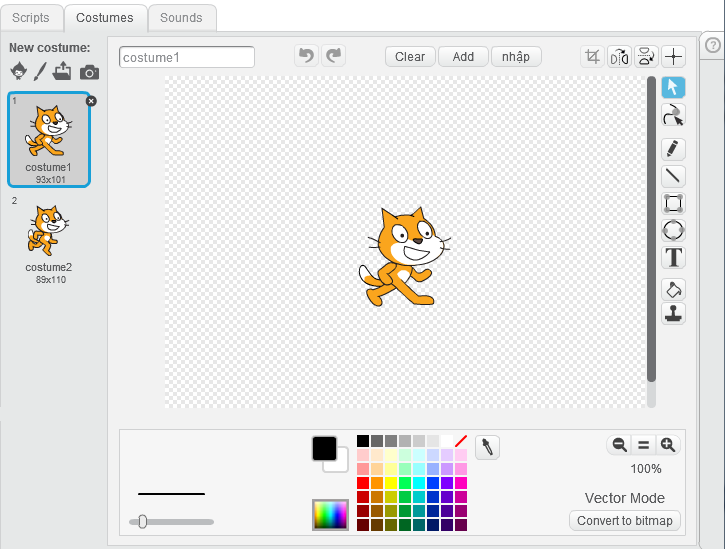 Scripts Costumes Sounds
New costume:
costume1 Clear Add nhập
1
costume1
93x101
2
costume2
89x110
T
100%
Vector Mode
Convert to bitmap
?